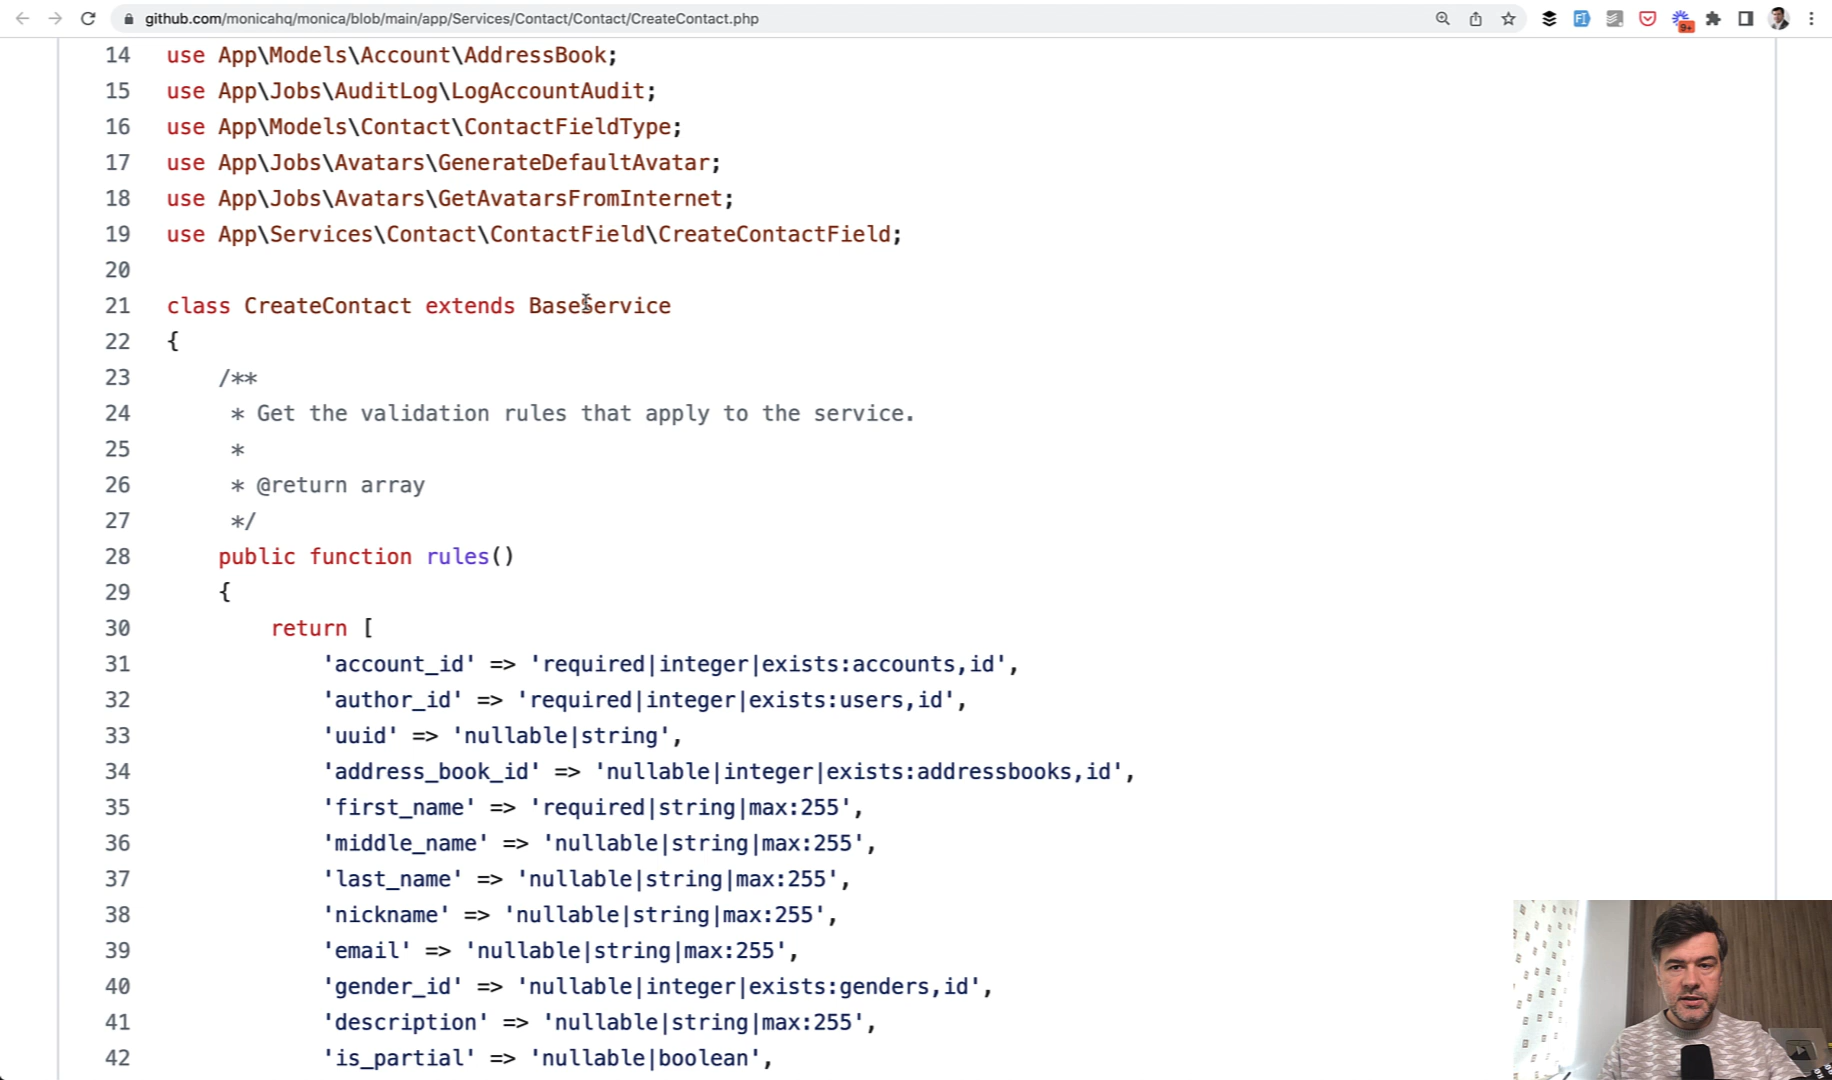 github.com/monicahq/monica/blob/main/app/Services/Contact/Contact/CreateContact.php
9+
14 use App\Models\Account\AddressBook;
15 use App\Jobs\AuditLog\LogAccountAudit;
16 use App\Models\Contact\ContactFieldType;
17 use App\Jobs\Avatars\GenerateDefaultAvatar;
18 use App\Jobs\Avatars\GetAvatarsFromInternet;
19 use App\Services\Contact\ContactField\CreateContactField;
20
21 class CreateContact extends BaseService
22 {
23 /**
24 * Get the validation rules that apply to the service.
25 *
26 * @return array
27 */
28 public function rules()
29 {
30 return [
31 'account_id' => 'required|integer|exists:accounts,id',
32 'author_id' => 'required|integer|exists:users,id',
33 'uuid' => 'nullable|string',
34 'address_book_id' => 'nullable|integer|exists:addressbooks,id',
35 'first_name' => 'required|string|max:255',
36 'middle_name' => 'nullable|string|max:255',
37 'last_name' => 'nullable|string|max:255',
38 'nickname' => 'nullable|string|max:255',
39 'email' => 'nullable|string|max:255',
40 'gender_id' => 'nullable|integer|exists:genders,id',
41 'description' => 'nullable|string|max:255',
42 'is_partial' => 'nullable|boolean',